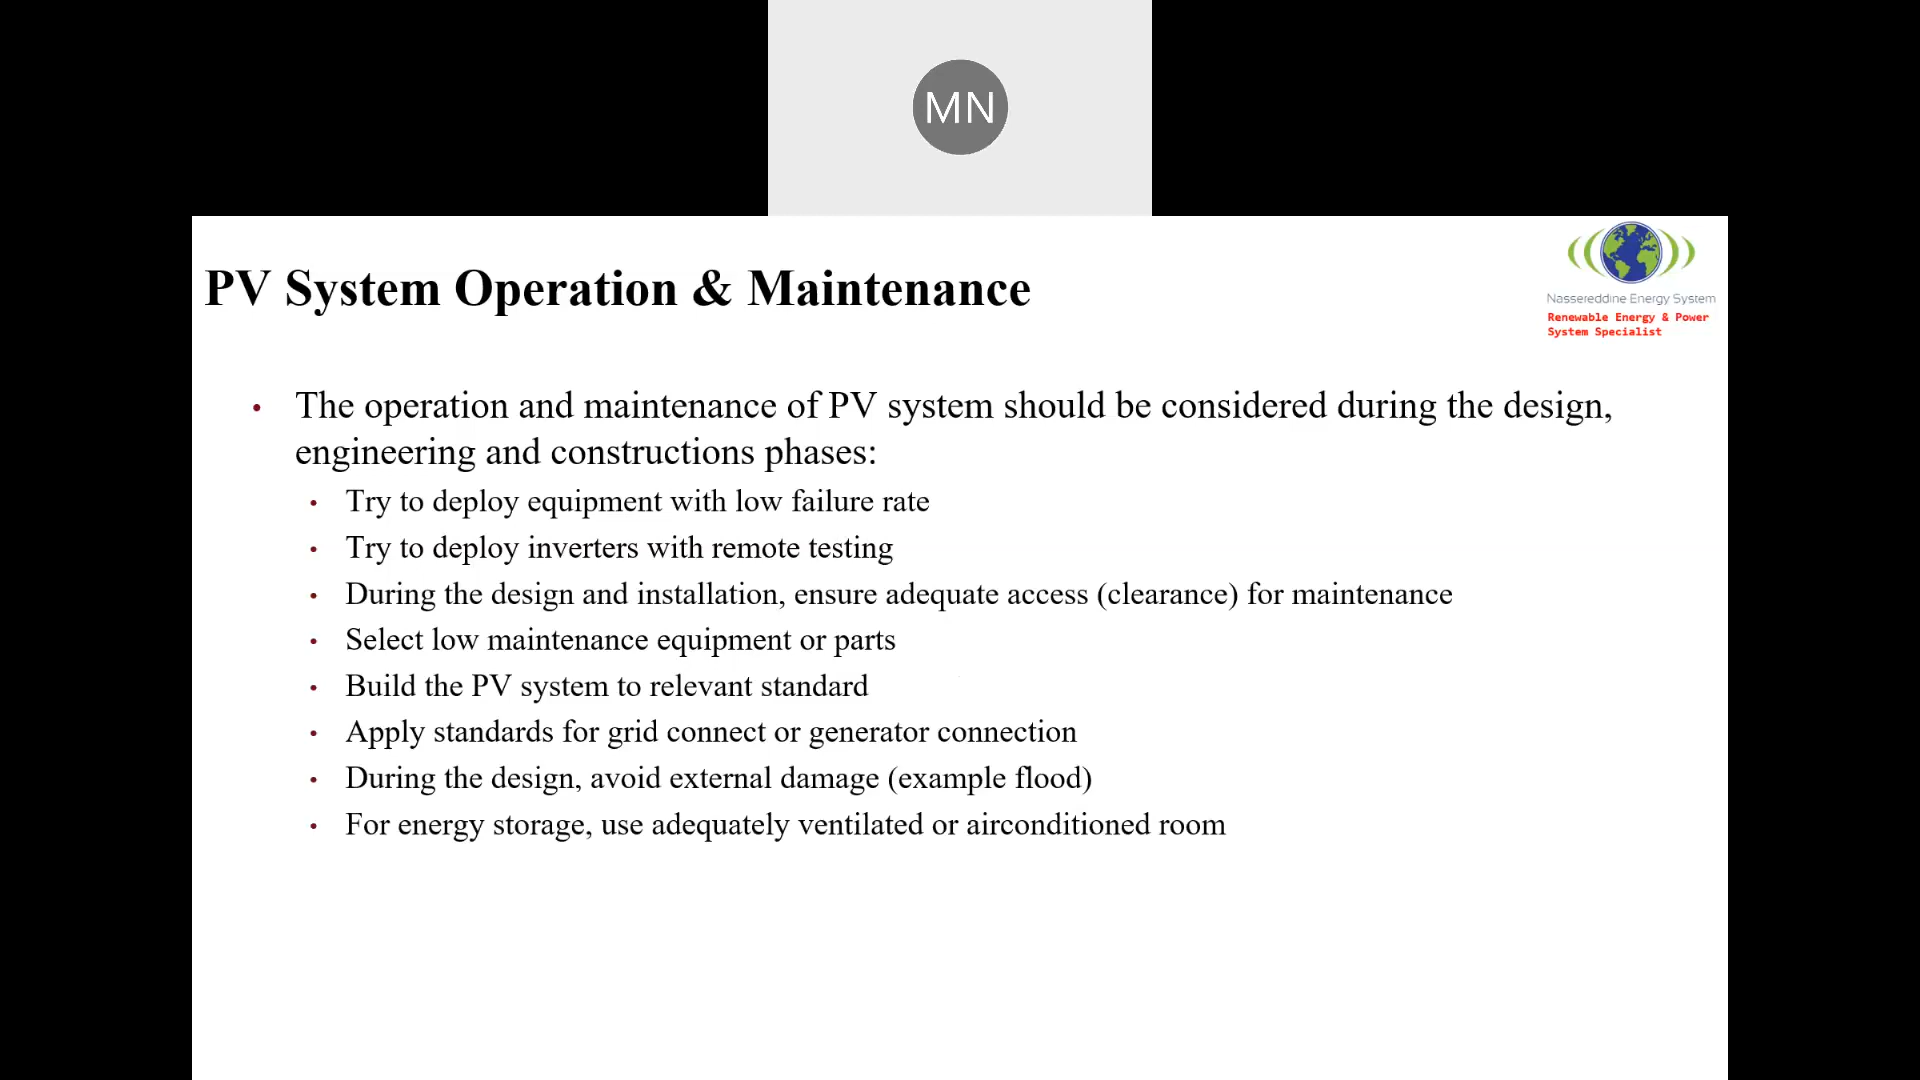 MN
PV System Operation & Maintenance
Nassereddine Energy System
Renewable Energy & Power
System Specialist
• The operation and maintenance of PV system should be considered during the design,
engineering and constructions phases:
• Try to deploy equipment with low failure rate
• Try to deploy inverters with remote testing
• During the design and installation, ensure adequate access (clearance) for maintenance
• Select low maintenance equipment or parts
• Build the PV system to relevant standard
• Apply standards for grid connect or generator connection
• During the design, avoid external damage (example flood)
• For energy storage, use adequately ventilated or airconditioned room